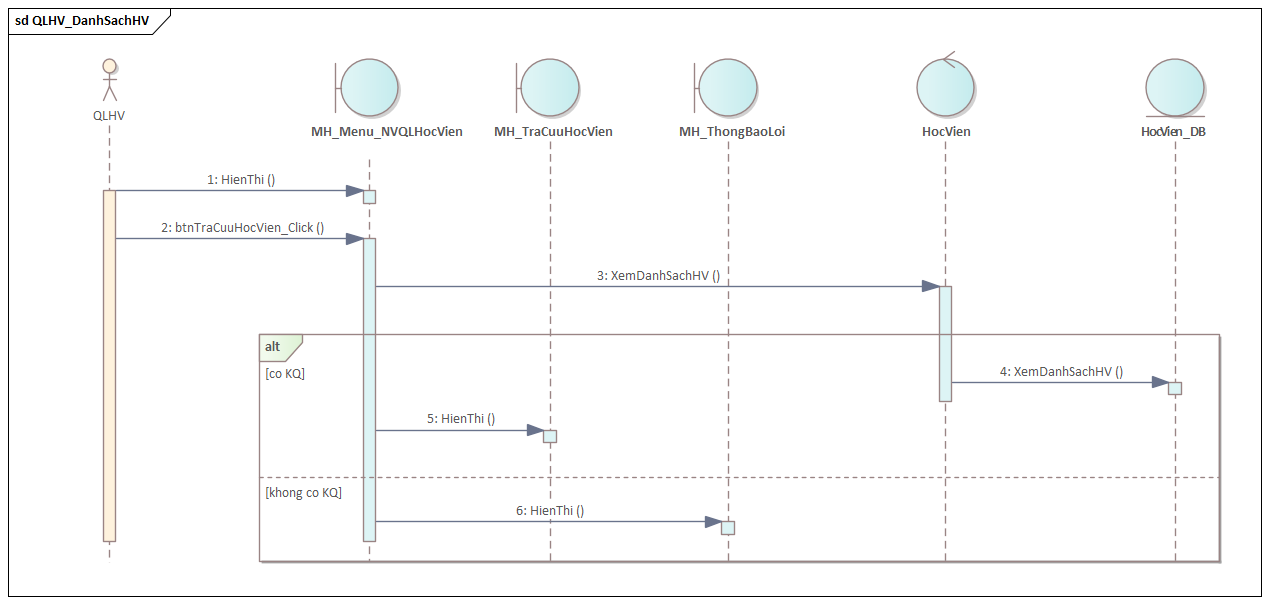 sd QLHV_DanhSachHV
QLHV
MH_Menu_NVQLHocVien
MH_TraCuuHocVien
MH_ThongBaoLoi
HocVien
HocVien_DB
1: HienThi ()
2: btnTraCuuHocVien_Click ()
3: XemDanhSachHV ()
alt
[co KQ]
4: XemDanhSachHV ()
5: HienThi ()
[khong co KQ]
6: HienThi ()